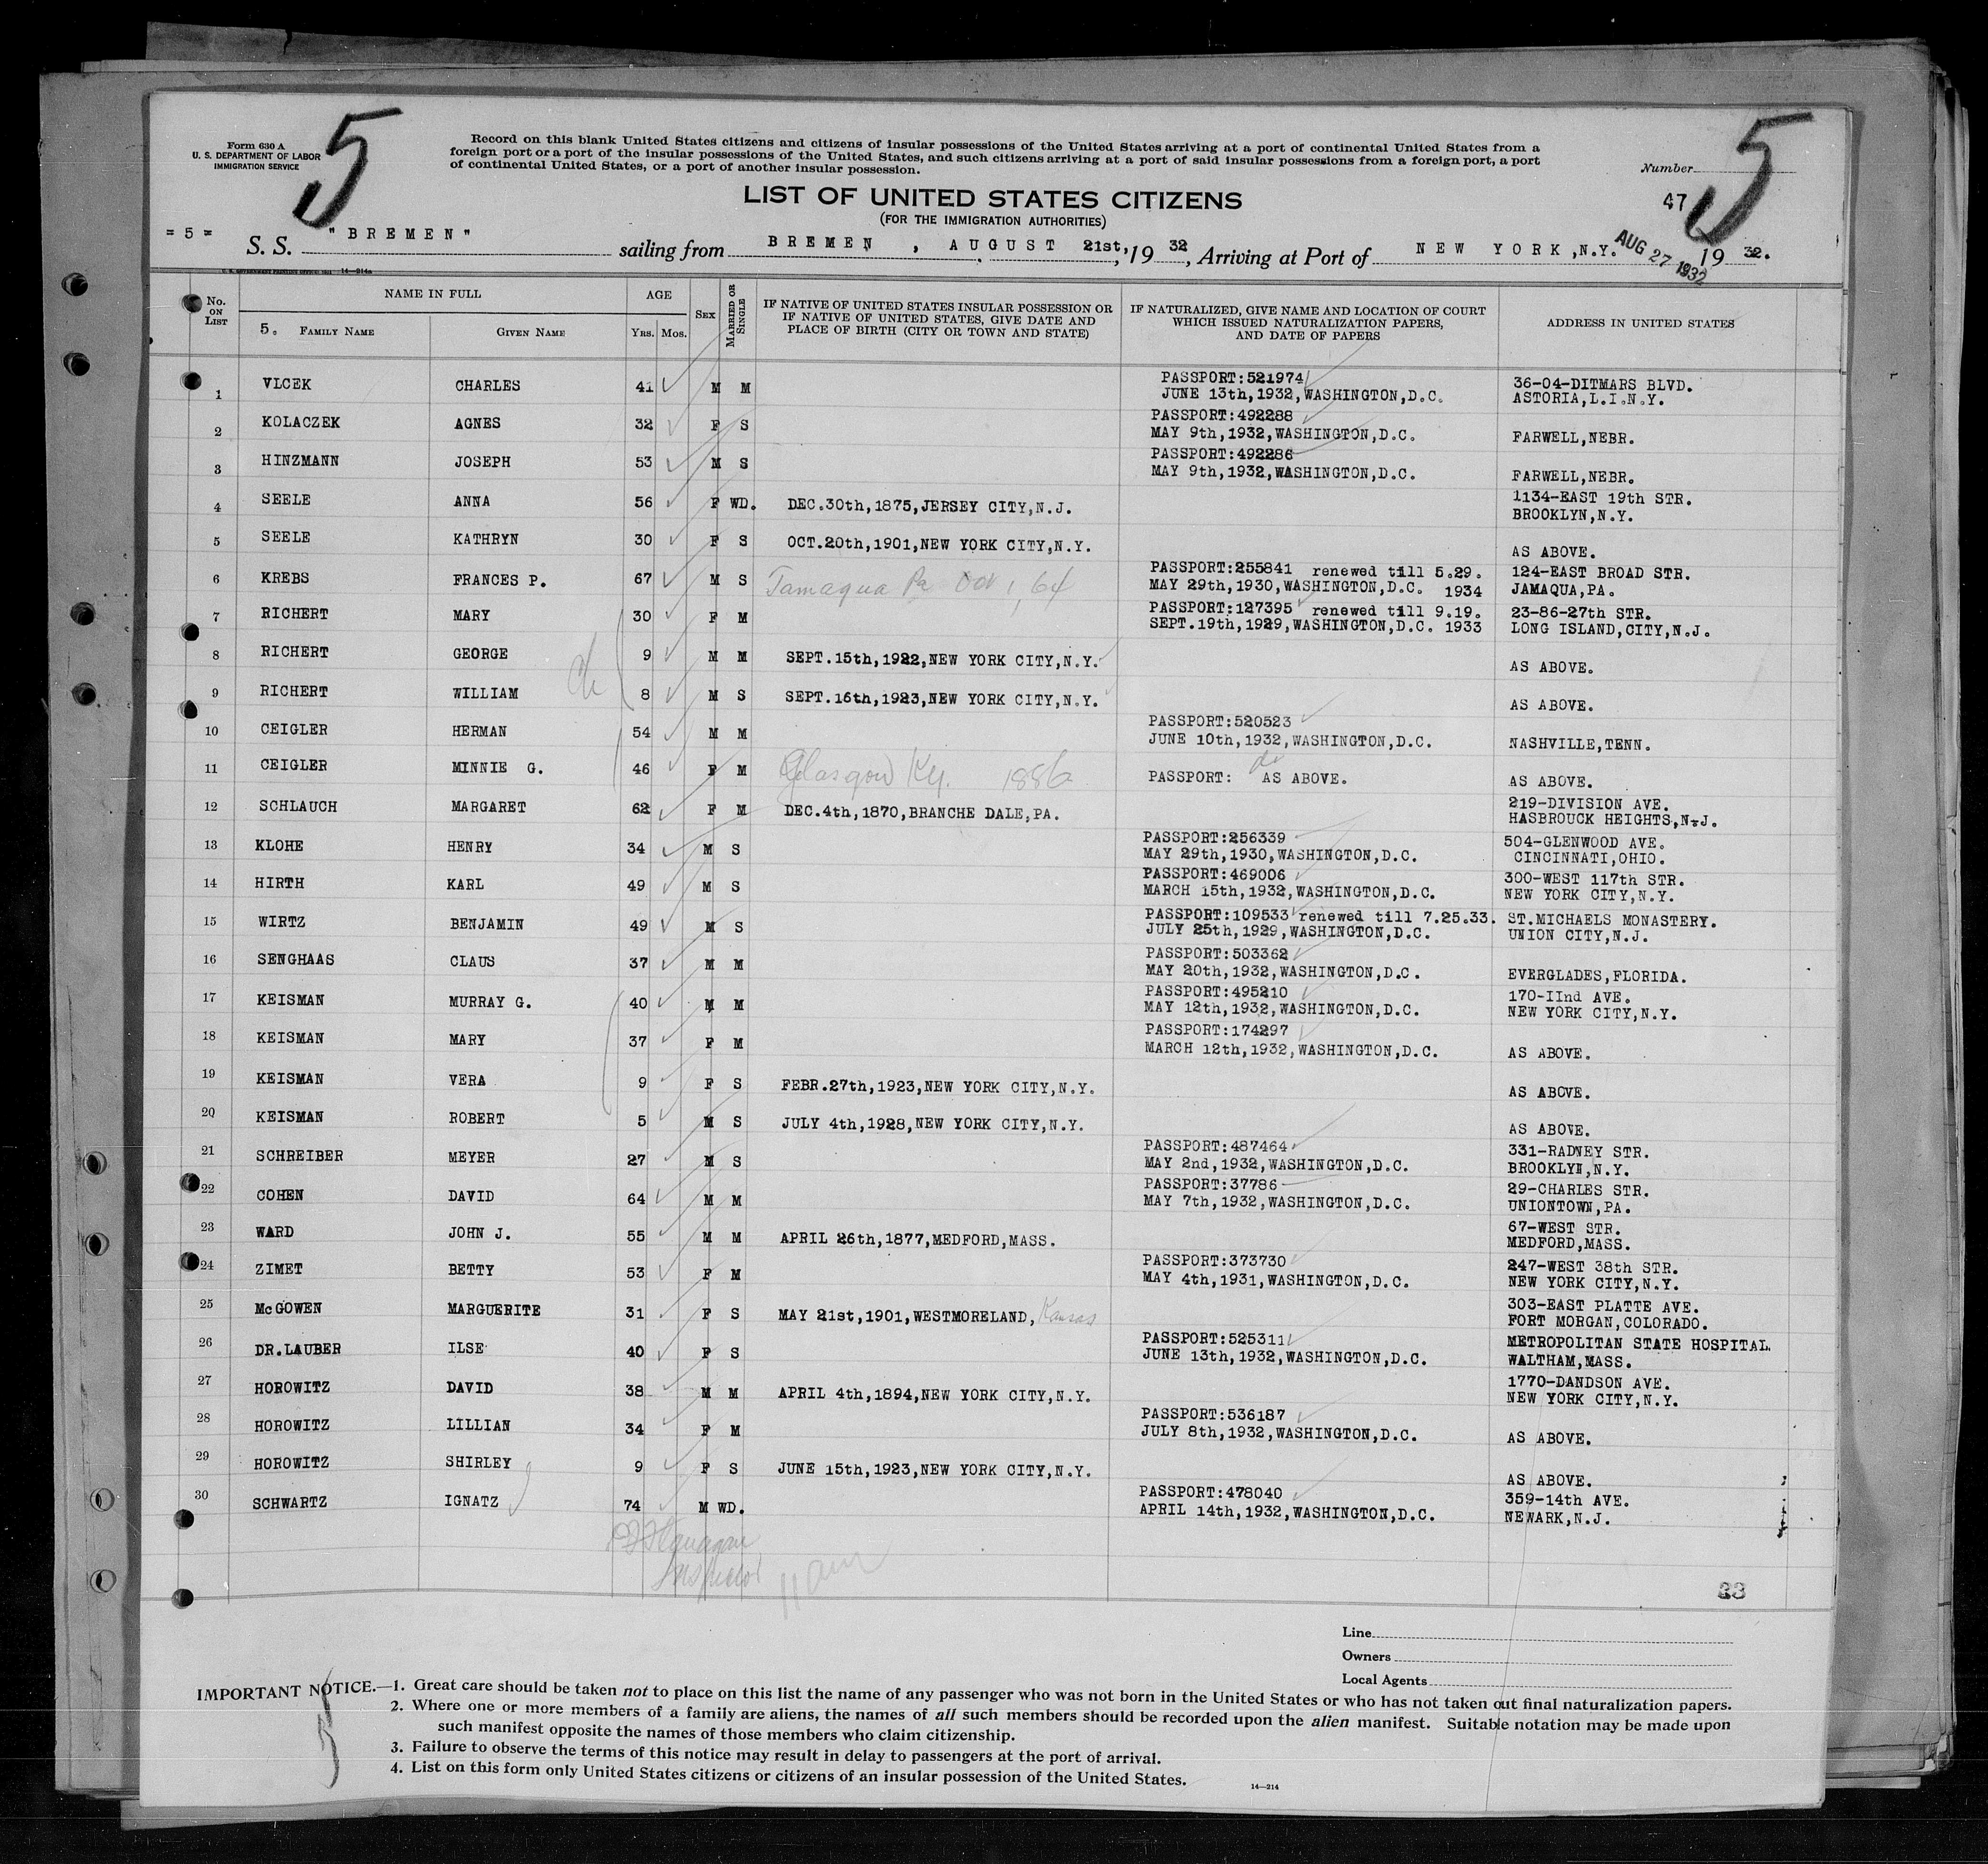 5 5
Form 630 A
U. S. DEPARTMENT OF LABOR
IMMIGRATION SERVICE
Record on this blank United States citizens and citizens of insular possessions of the United States arriving at a port of continental United States from a
foreign port or a port of the insular possessions of the United States, and such citizens arriving at a port of said insular possessions from a foreign port, a port
of continental United States, or a port of another insular possession.
Number
LIST OF UNITED STATES CITIZENS
(FOR THE IMMIGRATION AUTHORITIES)
47
= 5 = S. S. "BREMEN" sailing from BREMEN, AUGUST 21st, 1932, Arriving at Port of NEW YORK,N.Y. AUG 27 1932 1932.
14—214a
No. ON LIST NAME IN FULL AGE SEX MARRIED OR SINGLE IF NATIVE OF UNITED STATES INSULAR POSSESSION OR IF NATIVE OF UNITED STATES, GIVE DATE AND PLACE OF BIRTH (CITY OR TOWN AND STATE) IF NATURALIZED, GIVE NAME AND LOCATION OF COURT WHICH ISSUED NATURALIZATION PAPERS, AND DATE OF PAPERS ADDRESS IN UNITED STATES
5. FAMILY NAME GIVEN NAME Yrs. Mos.
1 VLCEK CHARLES 41 M M PASSPORT:521974 JUNE 13th,1932,WASHINGTON,D.C. 36-04-DITMARS BLVD. ASTORIA,L.I.N.Y.
2 KOLACZEK AGNES 32 F S PASSPORT:492288 MAY 9th,1932,WASHINGTON,D.C. FARWELL,NEBR.
3 HINZMANN JOSEPH 53 M S PASSPORT:492286 MAY 9th,1932,WASHINGTON,D.C. FARWELL,NEBR.
4 SEELE ANNA 56 F WD. DEC.30th,1875,JERSEY CITY,N.J. 1134-EAST 19th STR. BROOKLYN,N.Y.
5 SEELE KATHRYN 30 F S OCT.20th,1901,NEW YORK CITY,N.Y. AS ABOVE.
6 KREBS FRANCES P. 67 M S Tamaqua Pa Oct 1, 64 PASSPORT:255841 renewed till 5.29. MAY 29th,1930,WASHINGTON,D.C. 1934 124-EAST BROAD STR. JAMAQUA,PA.
7 RICHERT MARY 30 F M PASSPORT:127395 renewed till 9.19. SEPT.19th,1929,WASHINGTON,D.C. 1933 23-86-27th STR. LONG ISLAND,CITY,N.J.
8 RICHERT GEORGE 9 M M SEPT.15th,1922,NEW YORK CITY,N.Y. AS ABOVE.
9 RICHERT WILLIAM 8 M S SEPT.16th,1923,NEW YORK CITY,N.Y. AS ABOVE.
10 CEIGLER HERMAN 54 M M PASSPORT:520523 JUNE 10th,1932,WASHINGTON,D.C. NASHVILLE,TENN.
11 CEIGLER MINNIE G. 46 F M Glasgow Ky. 1886 PASSPORT: do AS ABOVE. AS ABOVE.
12 SCHLAUCH MARGARET 62 F M DEC.4th,1870,BRANCHE DALE,PA. 219-DIVISION AVE. HASBROUCK HEIGHTS,N.J.
13 KLOHE HENRY 34 M S PASSPORT:256339 MAY 29th,1930,WASHINGTON,D.C. 504-GLENWOOD AVE. CINCINNATI,OHIO.
14 HIRTH KARL 49 M S PASSPORT:469006 MARCH 15th,1932,WASHINGTON,D.C. 300-WEST 117th STR. NEW YORK CITY,N.Y.
15 WIRTZ BENJAMIN 49 M S PASSPORT:109533 renewed till 7.25.33. JULY 25th,1929,WASHINGTON,D.C. ST.MICHAELS MONASTERY. UNION CITY,N.J.
16 SENGHAAS CLAUS 37 M M PASSPORT:503362 MAY 20th,1932,WASHINGTON,D.C. EVERGLADES,FLORIDA.
17 KEISMAN MURRAY G. 40 M M PASSPORT:495210 MAY 12th,1932,WASHINGTON,D.C. 170-IInd AVE. NEW YORK CITY,N.Y.
18 KEISMAN MARY 37 F M PASSPORT:174297 MARCH 12th,1932,WASHINGTON,D.C. AS ABOVE.
19 KEISMAN VERA 9 F S FEBR.27th,1923,NEW YORK CITY,N.Y. AS ABOVE.
20 KEISMAN ROBERT 5 M S JULY 4th,1928,NEW YORK CITY,N.Y. AS ABOVE.
21 SCHREIBER MEYER 27 M S PASSPORT:487464 MAY 2nd,1932,WASHINGTON,D.C. 331-RADNEY STR. BROOKLYN,N.Y.
22 COHEN DAVID 64 M M PASSPORT:37786 MAY 7th,1932,WASHINGTON,D.C. 29-CHARLES STR. UNIONTOWN,PA.
23 WARD JOHN J. 55 M M APRIL 26th,1877,MEDFORD,MASS. 67-WEST STR. MEDFORD,MASS.
24 ZIMET BETTY 53 F M PASSPORT:373730 MAY 4th,1931,WASHINGTON,D.C. 247-WEST 38th STR. NEW YORK CITY,N.Y.
25 McGOWEN MARGUERITE 31 F S MAY 21st,1901,WESTMORELAND, Kansas 303-EAST PLATTE AVE. FORT MORGAN,COLORADO.
26 DR.LAUBER ILSE 40 F S PASSPORT:525311 JUNE 13th,1932,WASHINGTON,D.C. METROPOLITAN STATE HOSPITAL. WALTHAM,MASS.
27 HOROWITZ DAVID 38 M M APRIL 4th,1894,NEW YORK CITY,N.Y. 1770-DANDSON AVE. NEW YORK CITY,N.Y.
28 HOROWITZ LILLIAN 34 F M PASSPORT:536187 JULY 8th,1932,WASHINGTON,D.C. AS ABOVE.
29 HOROWITZ SHIRLEY 9 F S JUNE 15th,1923,NEW YORK CITY,N.Y. AS ABOVE.
30 SCHWARTZ IGNATZ 74 M WD. PASSPORT:478040 APRIL 14th,1932,WASHINGTON,D.C. 359-14th AVE. NEWARK,N.J.
Inspector 11 am
33
Line
Owners
Local Agents
IMPORTANT NOTICE.—1. Great care should be taken not to place on this list the name of any passenger who was not born in the United States or who has not taken out final naturalization papers.
2. Where one or more members of a family are aliens, the names of all such members should be recorded upon the alien manifest. Suitable notation may be made upon
such manifest opposite the names of those members who claim citizenship.
3. Failure to observe the terms of this notice may result in delay to passengers at the port of arrival.
4. List on this form only United States citizens or citizens of an insular possession of the United States.
14—214